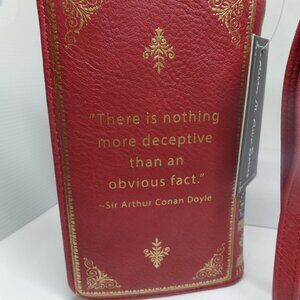 "There is nothing
more deceptive
than an
obvious fact."
~Sir Arthur Conan Doyle